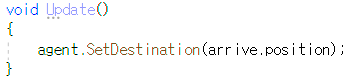 void Update()
{
    agent.SetDestination(arrive.position);
}